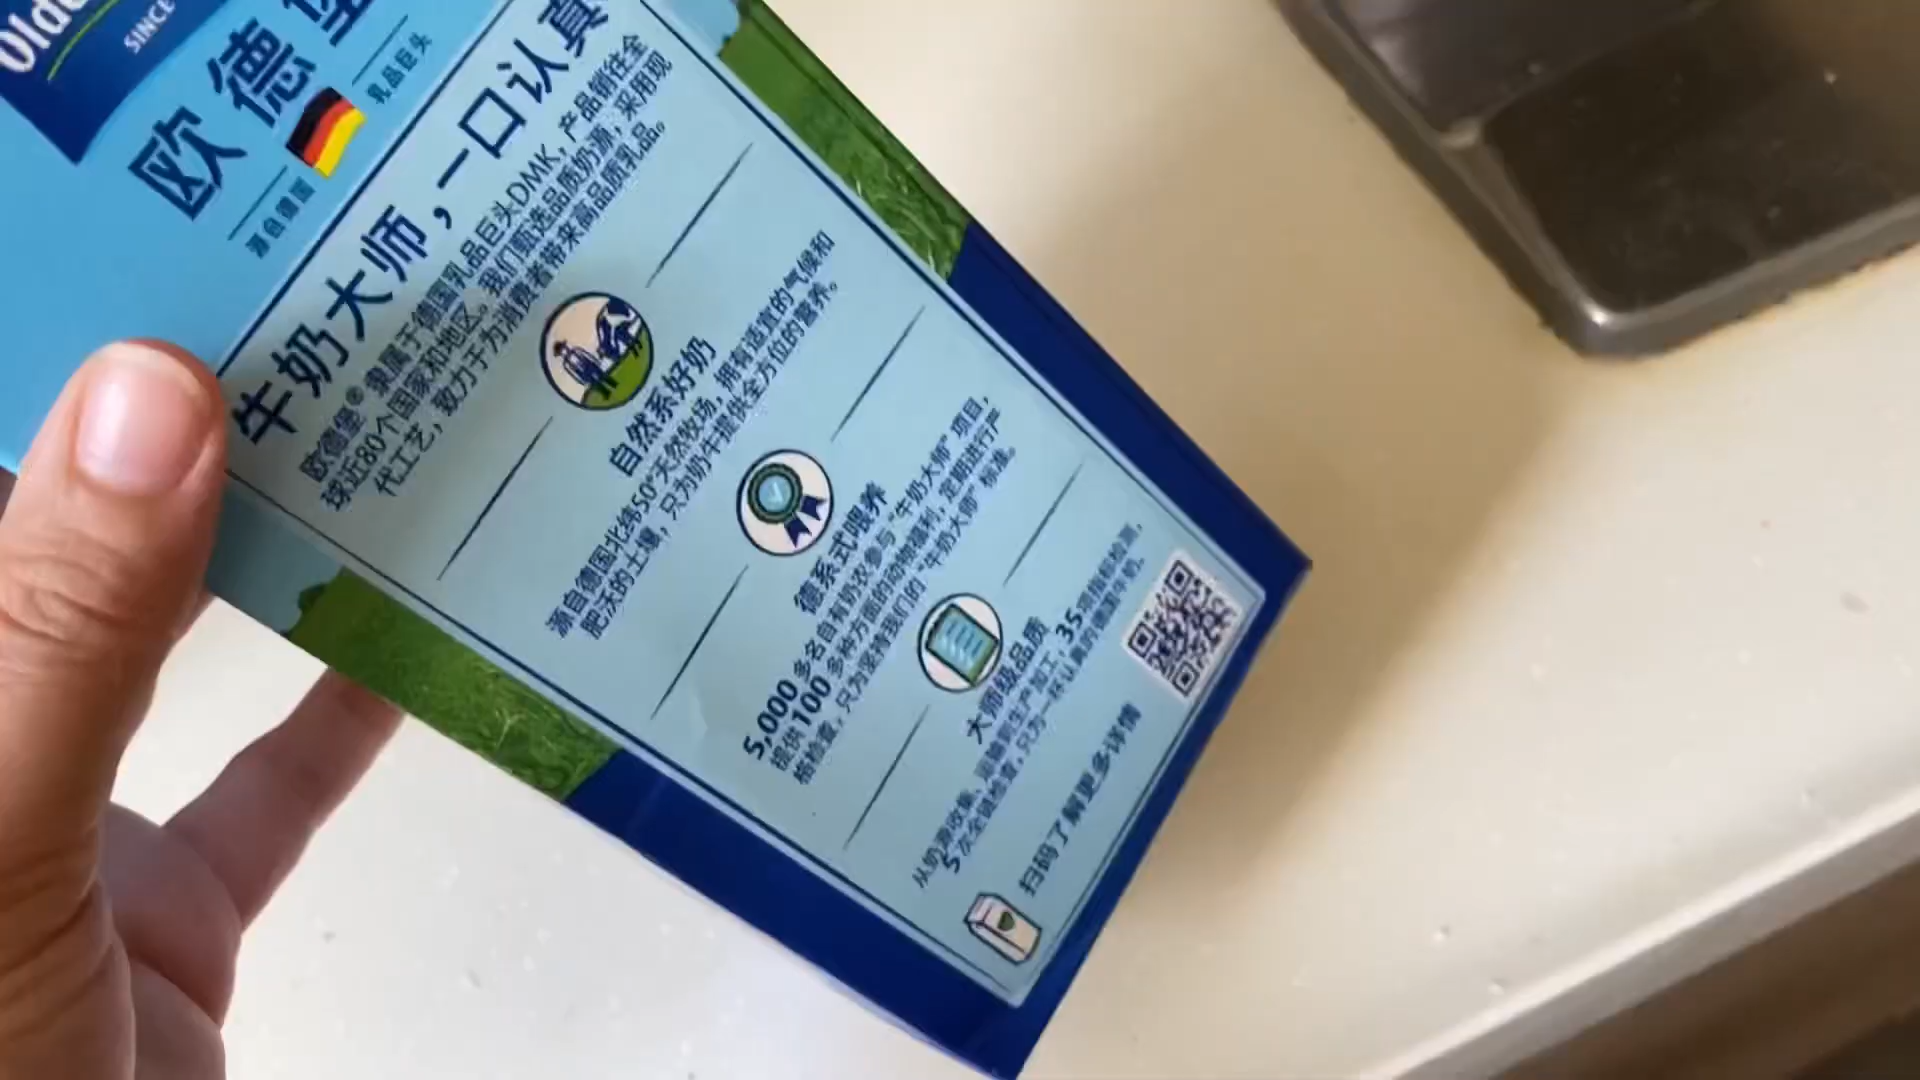 SINCE
欧德堡
源自德国
乳品巨头
牛奶大师，一口认真
欧德堡® 隶属于德国乳品巨头DMK，产品销往全
球近80个国家和地区。我们甄选品质奶源，采用现
代工艺，致力于为消费者带来高品质乳品。
自然系好奶
源自德国北纬50°天然牧场，拥有适宜的气候和
肥沃的土壤，只为奶牛提供全方位的营养。
德系式喂养
5,000 多名自有奶农参与“牛奶大师”项目，
提供100 多种方面的动物福利，定期进行严
格检查，只为坚持我们的“牛奶大师”标准。
大师级品质
从奶源收集、运输到生产加工，35项指标检测，
5次全链检查，只为一杯认真的德国牛奶。
扫码了解更多详情